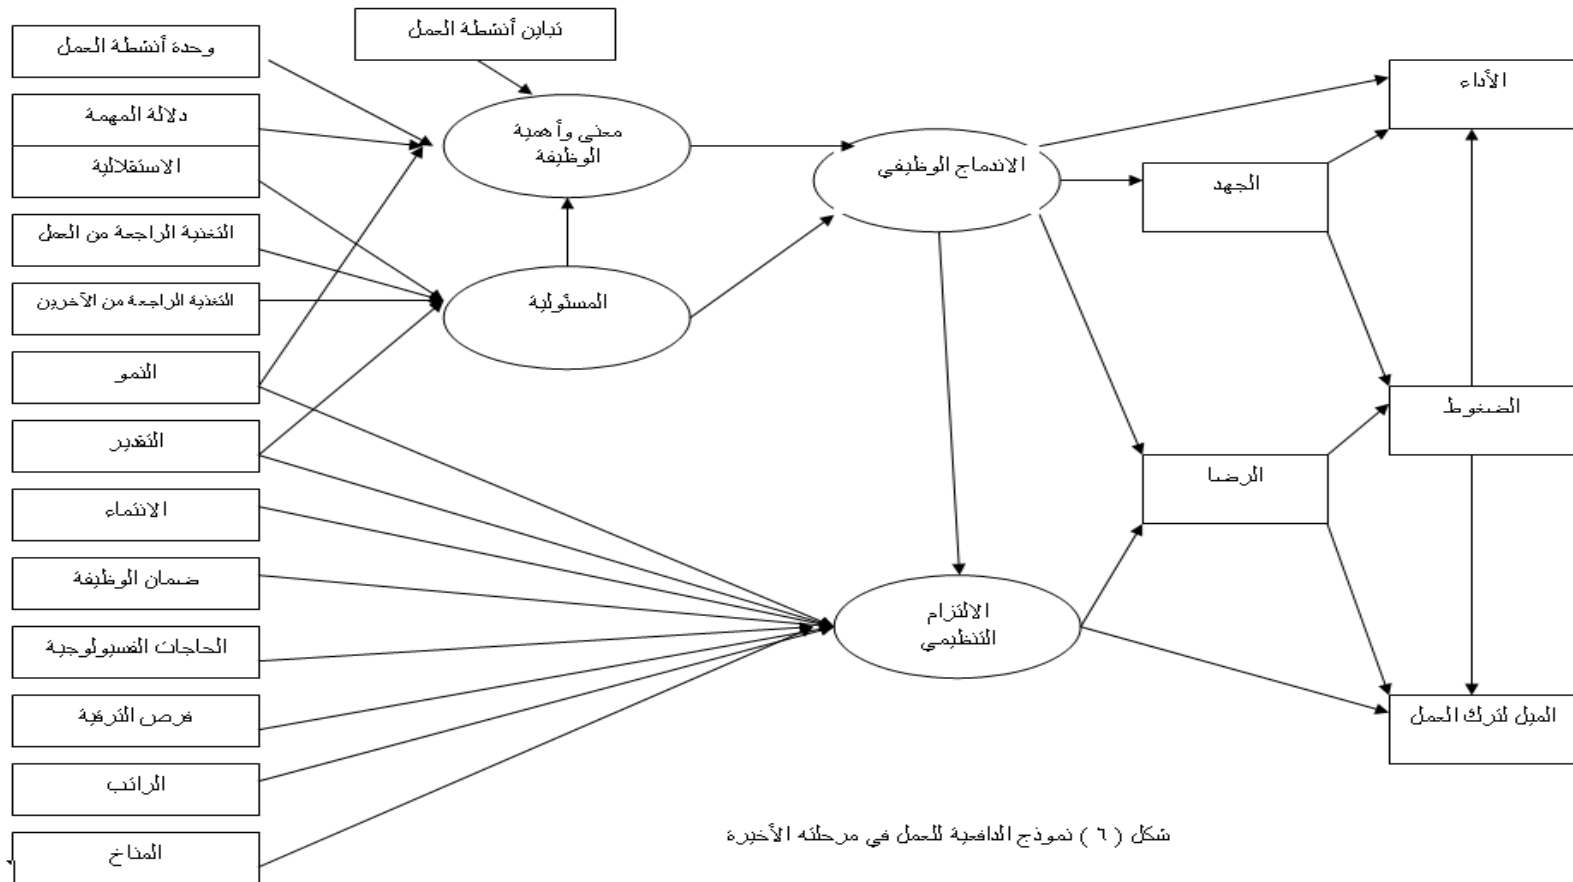 تباين أنشطة العمل
وحدة أنشطة العمل
دلالة المهمة
الاستقلالية
التغذية الراجعة من العمل
التغذية الراجعة من الآخرين
النمو
التقدير
الانتماء
ضمان الوظيفة
الحاجات الفسيولوجية
فرص الترقية
الراتب
المناخ
معنى وأهمية
الوظيفة
المسئولية
الاندماج الوظيفي
الالتزام
التنظيمي
الجهد
الرضا
الأداء
الضغوط
الميل لترك العمل
شكل ( ٦ ) نموذج الدافعية للعمل في مرحلته الأخيرة